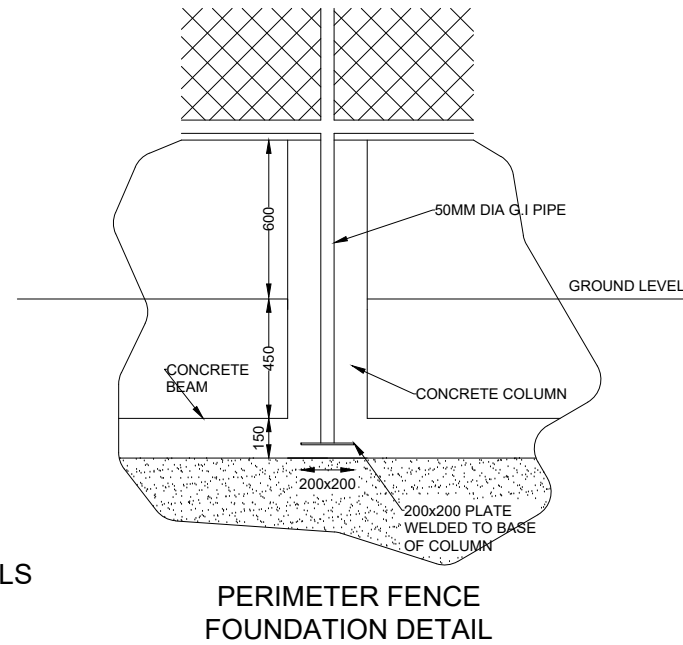 600
50MM DIA G.I PIPE
GROUND LEVEL
450
CONCRETE
BEAM
CONCRETE COLUMN
150
200x200
200x200 PLATE
WELDED TO BASE
OF COLUMN
LS
PERIMETER FENCE
FOUNDATION DETAIL